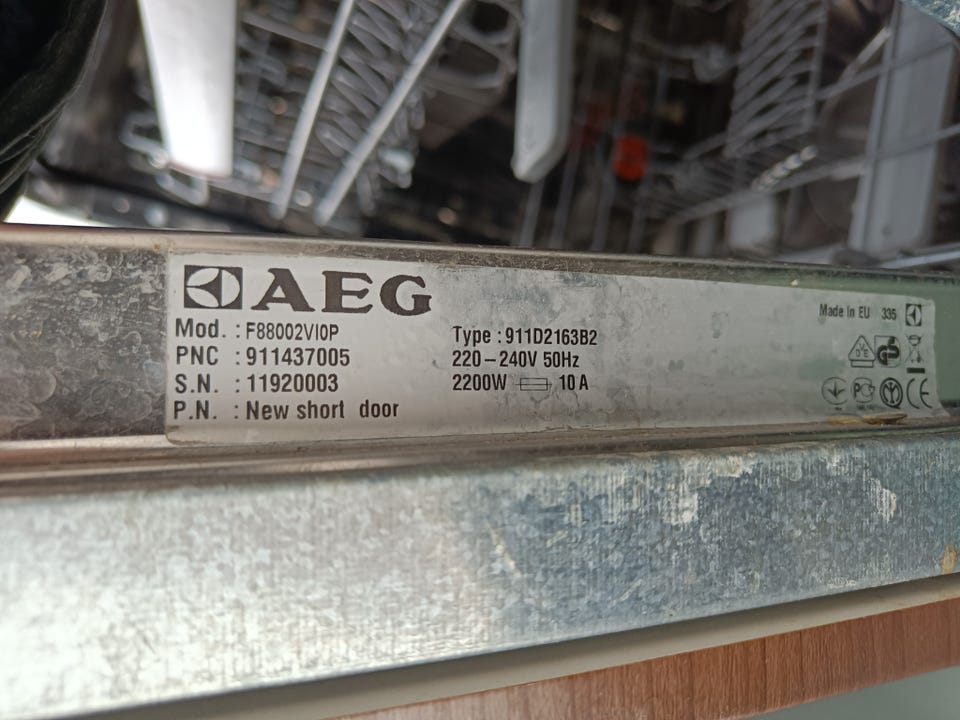 AEG
Made in EU 335
Mod. : F88002VI0P
PNC : 911437005
S.N. : 11920003
P.N. : New short door
Type : 911D2163B2
220-240V 50Hz
2200W 10 A